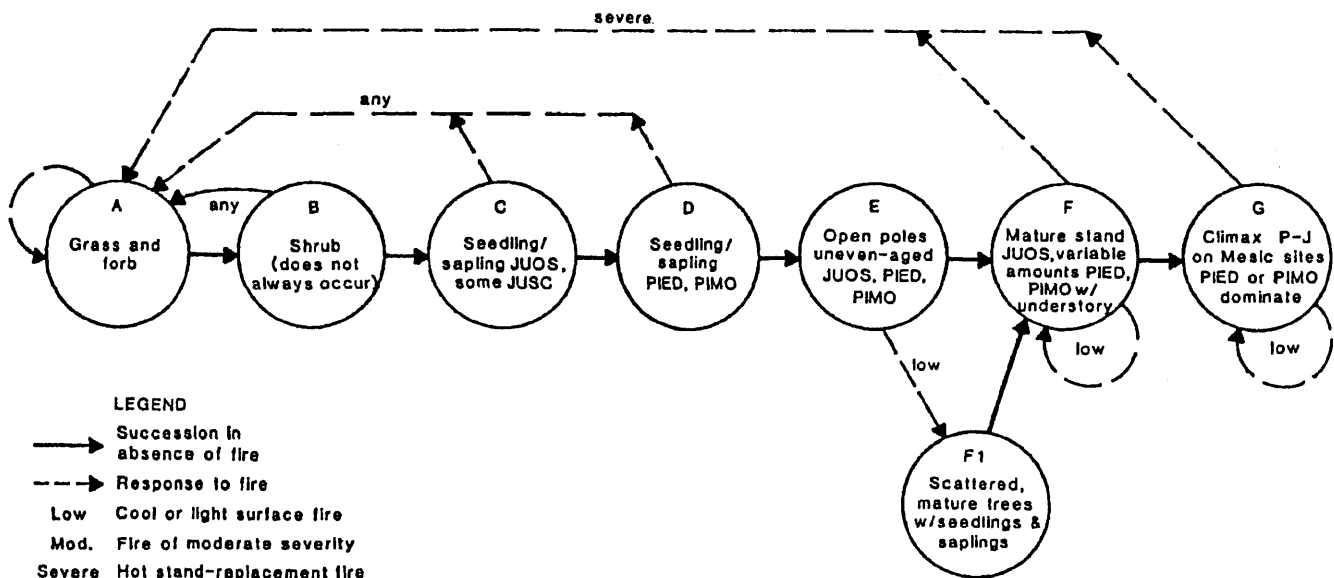 severe.
any
A
Grass and
forb
any
B
Shrub
(does not
always occur)
C
Seedling/
sapling JUOS,
some JUSC
D
Seedling/
sapling
PIED, PIMO
E
Open poles
uneven-aged
JUOS, PIED,
PIMO
F
Mature stand
JUOS, variable
amounts PIED,
PIMO w/
understory
G
Climax P-J
on Mesic sites
PIED or PIMO
dominate
low
low
low
F1
Scattered,
mature trees
w/seedlings &
saplings
LEGEND
Succession in
absence of fire
Response to fire
Low Cool or light surface fire
Mod. Fire of moderate severity
Severe Hot stand-replacement fire